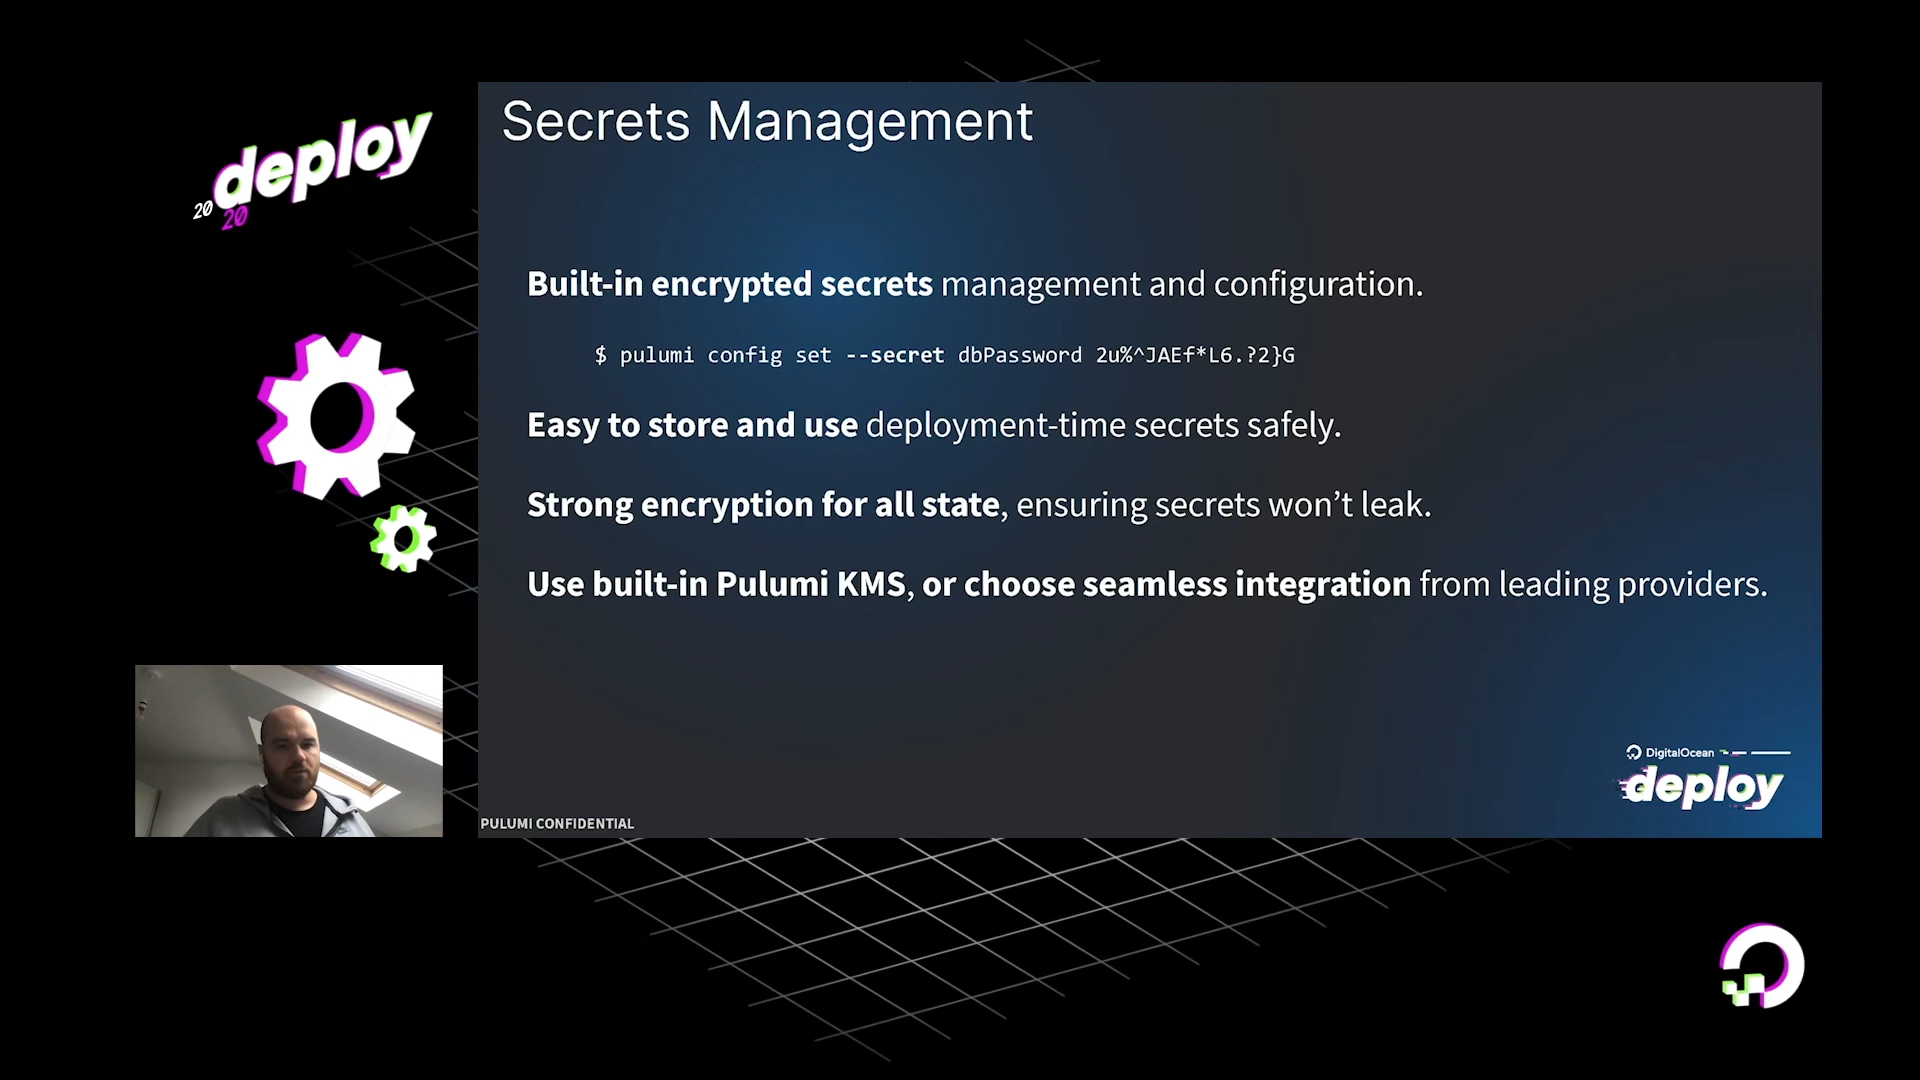 deploy
20
20
Secrets Management
Built-in encrypted secrets management and configuration.
$ pulumi config set --secret dbPassword 2u%^JAEf*L6.?2}G
Easy to store and use deployment-time secrets safely.
Strong encryption for all state, ensuring secrets won’t leak.
Use built-in Pulumi KMS, or choose seamless integration from leading providers.
DigitalOcean
deploy
PULUMI CONFIDENTIAL